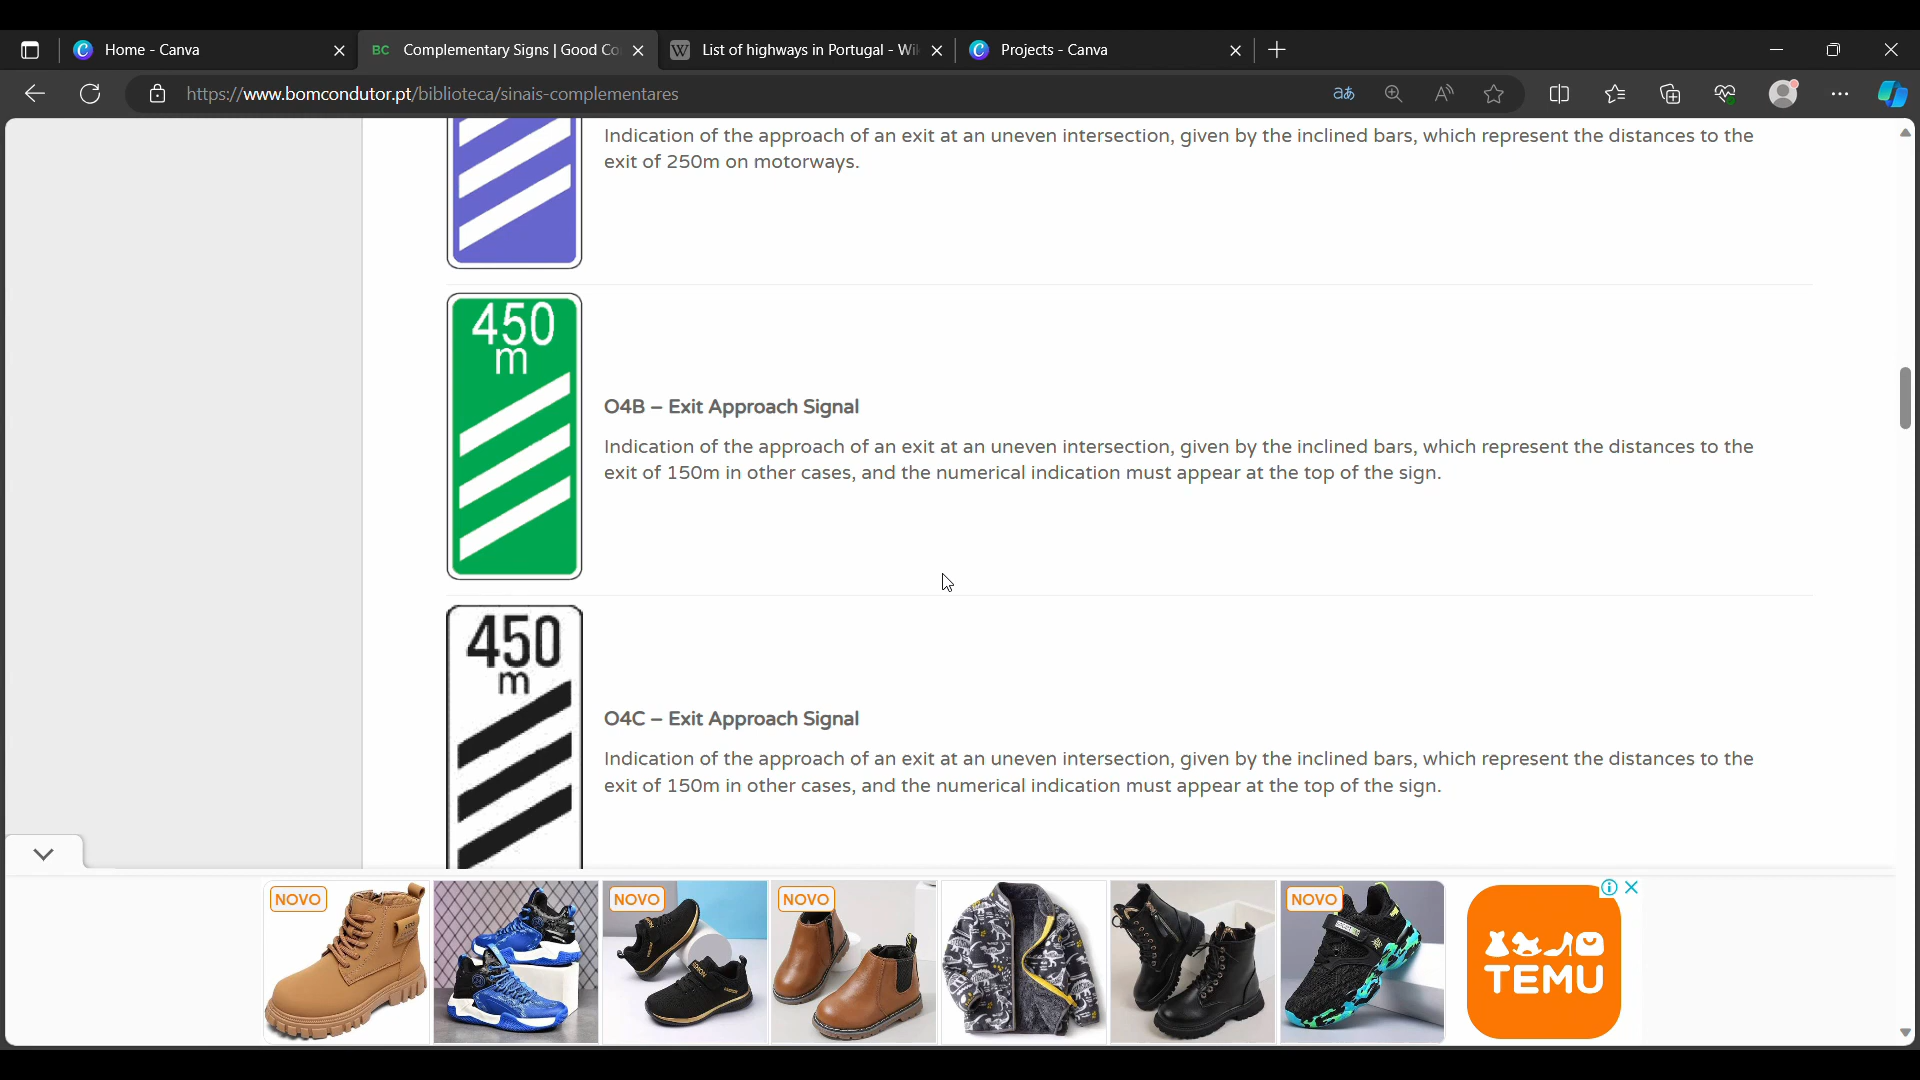 Home - Canva
BC Complementary Signs | Good Co
W List of highways in Portugal - Wi
Projects - Canva
https://www.bomcondutor.pt/biblioteca/sinais-complementares
Indication of the approach of an exit at an uneven intersection, given by the inclined bars, which represent the distances to the
exit of 250m on motorways.
450
m
O4B – Exit Approach Signal
Indication of the approach of an exit at an uneven intersection, given by the inclined bars, which represent the distances to the
exit of 150m in other cases, and the numerical indication must appear at the top of the sign.
450
m
O4C – Exit Approach Signal
Indication of the approach of an exit at an uneven intersection, given by the inclined bars, which represent the distances to the
exit of 150m in other cases, and the numerical indication must appear at the top of the sign.
NOVO
NOVO
NOVO
NOVO
TEMU